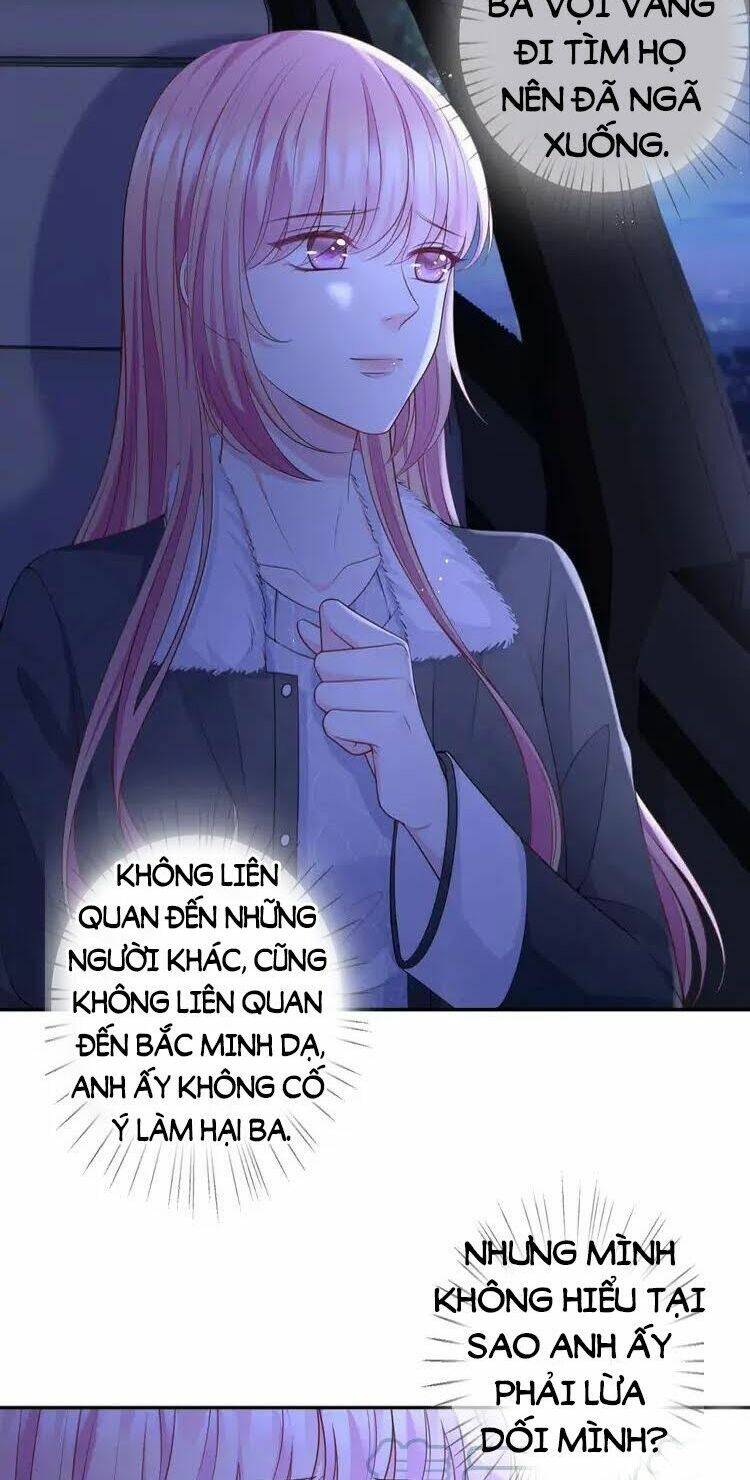 BA VỘI VÀNG
ĐI TÌM HỌ
NÊN ĐÃ NGÃ
XUỐNG.
KHÔNG LIÊN
QUAN ĐẾN NHỮNG
NGƯỜI KHÁC, CŨNG
KHÔNG LIÊN QUAN
ĐẾN BẮC MINH DẠ,
ANH ẤY KHÔNG CỐ
Ý LÀM HẠI BA.
NHƯNG MÌNH
KHÔNG HIỂU TẠI
SAO ANH ẤY
PHẢI LỪA
DỐI MÌNH?